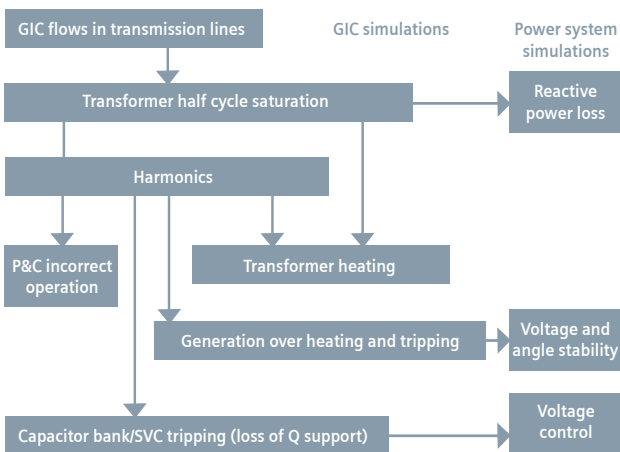 GIC flows in transmission lines
GIC simulations
Power system
simulations
Transformer half cycle saturation
Reactive
power loss
Harmonics
P&C incorrect
operation
Transformer heating
Generation over heating and tripping
Voltage and
angle stability
Capacitor bank/SVC tripping (loss of Q support)
Voltage
control